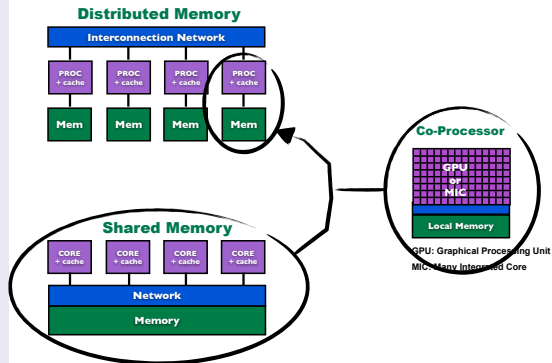 Distributed Memory
Interconnection Network
PROC PROC PROC PROC
+ cache + cache + cache + cache
Mem Mem Mem Mem
Co-Processor
GPU
or
MIC
Local Memory
GPU: Graphical Processing Unit
MIC: Many Integrated Core
Shared Memory
CORE CORE CORE CORE
+ cache + cache + cache + cache
Network
Memory